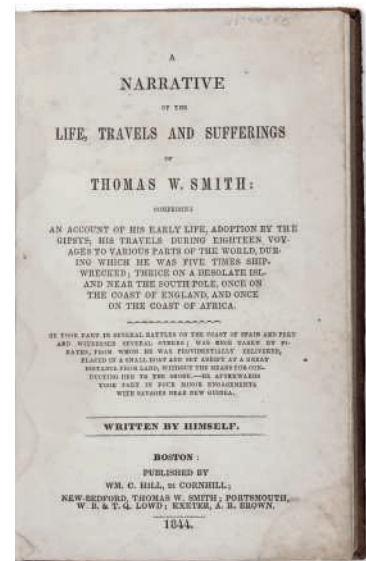 A
NARRATIVE
OF THE
LIFE, TRAVELS AND SUFFERINGS
OF
THOMAS W. SMITH:
COMPRISING
AN ACCOUNT OF HIS EARLY LIFE, ADOPTION BY THE
GIPSYS; HIS TRAVELS DURING EIGHTEEN VOY-
AGES TO VARIOUS PARTS OF THE WORLD, DUR-
ING WHICH HE WAS FIVE TIMES SHIP-
WRECKED; THRICE ON A DESOLATE ISL-
AND NEAR THE SOUTH POLE, ONCE ON
THE COAST OF ENGLAND, AND ONCE
ON THE COAST OF AFRICA.
HE TOOK PART IN SEVERAL BATTLES ON THE COAST OF SPAIN AND PERU
AND WITNESSED SEVERAL OTHERS; WAS ONCE TAKEN BY PI-
RATES, FROM WHOM HE WAS PROVIDENTIALLY DELIVERED,
PLACED IN A SMALL BOAT AND SET ADRIFT AT A GREAT
DISTANCE FROM LAND, WITHOUT THE MEANS FOR CON-
DUCTING HER TO THE SHORE.—HE AFTERWARDS
TOOK PART IN FOUR MINOR ENGAGEMENTS
WITH SAVAGES NEAR NEW GUINEA.
WRITTEN BY HIMSELF.
BOSTON:
PUBLISHED BY
WM. C. HILL, 21 CORNHILL;
NEW-BEDFORD, THOMAS W. SMITH; PORTSMOUTH,
W. B. & T. Q. LOWD; EXETER, A. R. BROWN.
1844.